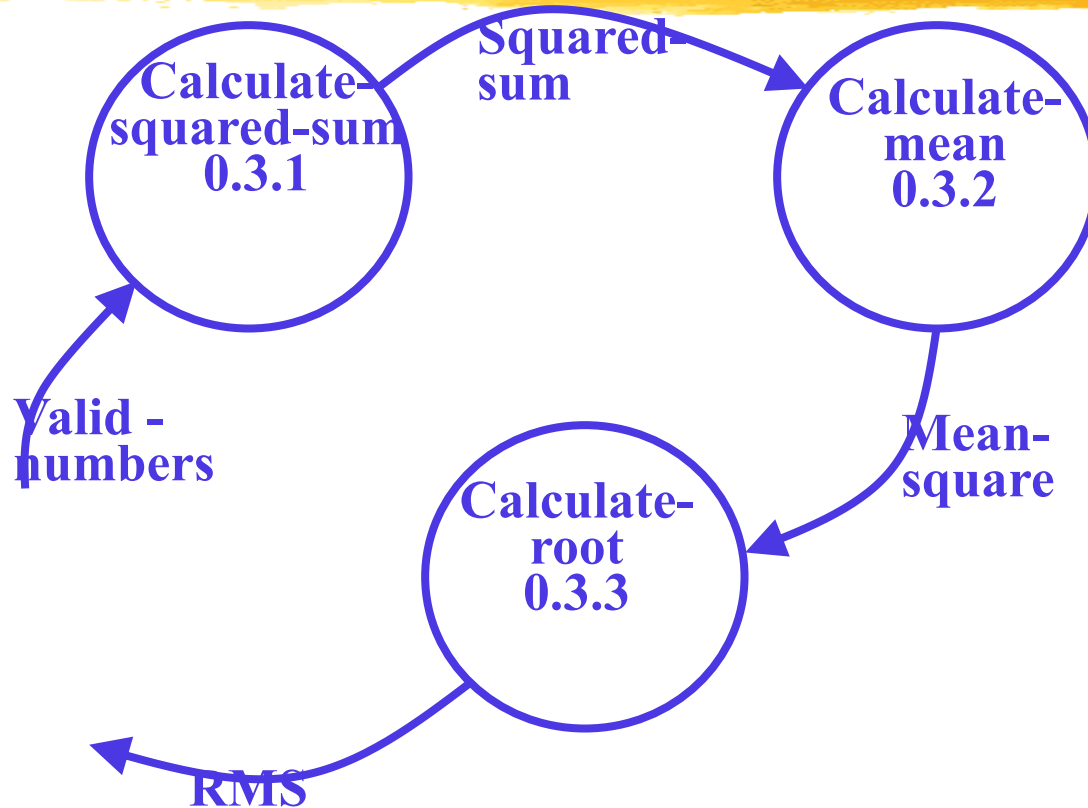 Calculate-
squared-sum
0.3.1
Squared-
sum
Calculate-
mean
0.3.2
Valid -
numbers
Mean-
square
Calculate-
root
0.3.3
RMS